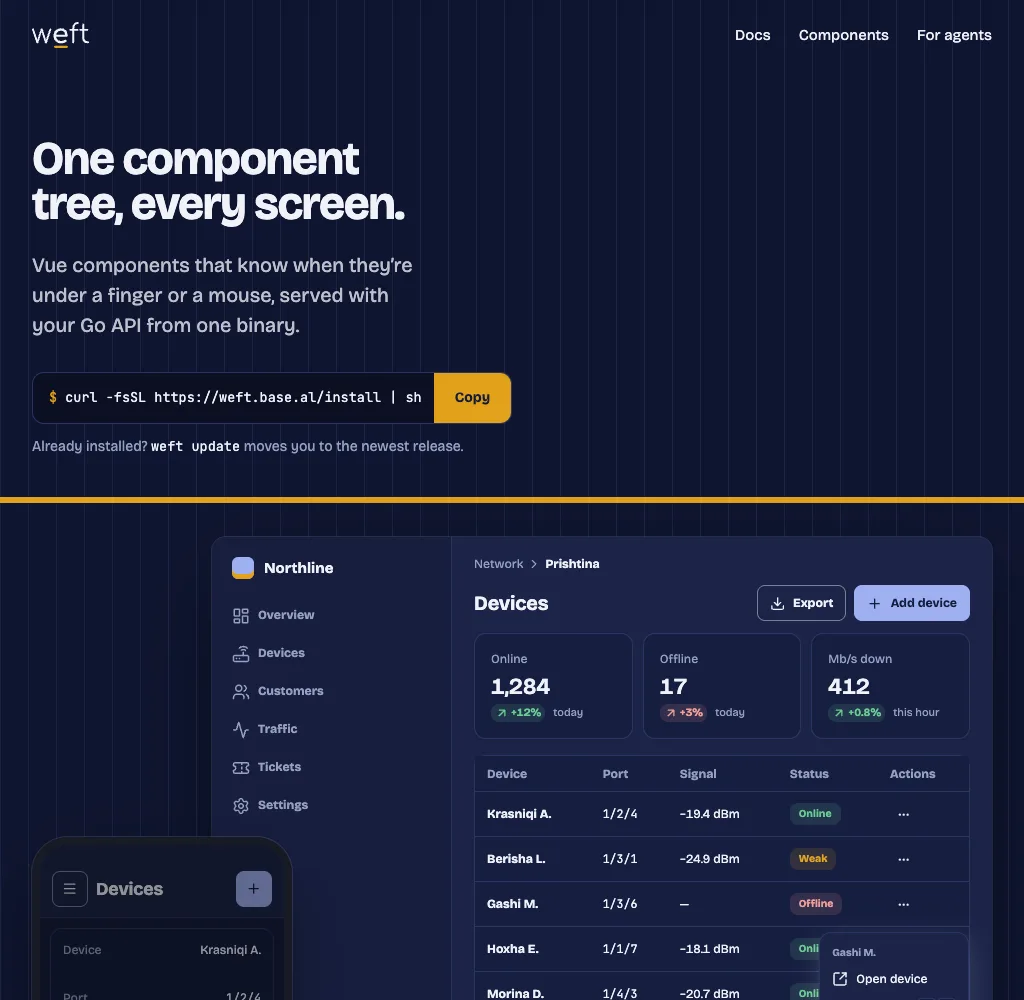 weft
Docs Components For agents
One component
tree, every screen.
Vue components that know when they're
under a finger or a mouse, served with
your Go API from one binary.
$ curl -fsSL https://weft.base.al/install | sh Copy
Already installed? weft update moves you to the newest release.
Northline
Overview
Devices
Customers
Traffic
Tickets
Settings
Network > Prishtina
Devices
Export
+ Add device
Online
1,284
+12% today
Offline
17
+3% today
Mb/s down
412
+0.8% this hour
Device Port Signal Status Actions
Krasniqi A. 1/2/4 −19.4 dBm Online ···
Berisha L. 1/3/1 −24.9 dBm Weak ···
Gashi M. 1/3/6 — Offline ···
Hoxha E. 1/1/7 −18.1 dBm Onli
Morina D. 1/4/3 −20.7 dBm Onli
Gashi M.
Open device
Devices
+
Device Krasniqi A.
Port 1/2/4